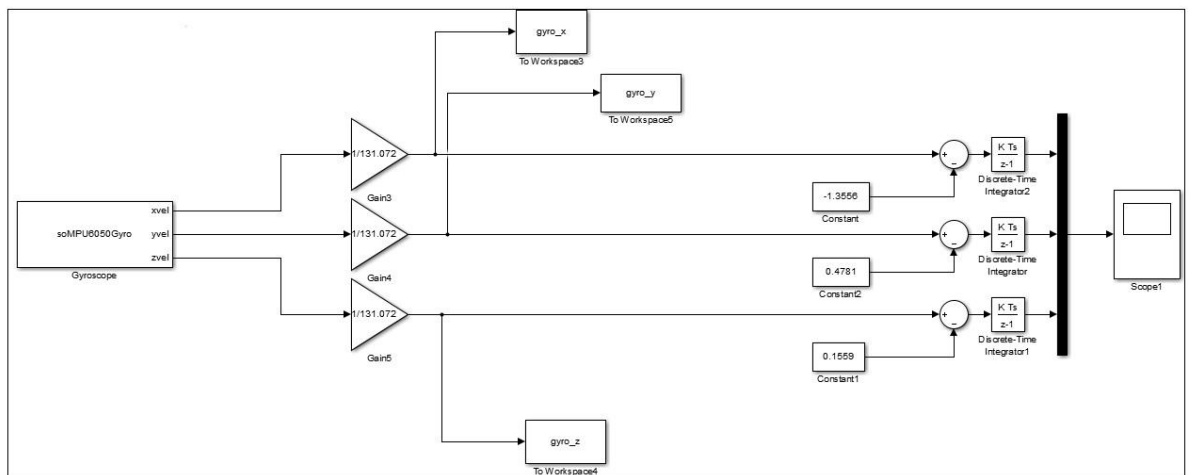 gyro_x
To Workspace3
gyro_y
To Workspace5
1/131.072
Gain3
K Ts
z-1
Discrete-Time
Integrator2
-1.3556
Constant
soMPU6050Gyro
xvel
yvel
zvel
Gyroscope
1/131.072
Gain4
K Ts
z-1
Discrete-Time
Integrator
0.4781
Constant2
Scope1
1/131.072
Gain5
K Ts
z-1
Discrete-Time
Integrator1
0.1559
Constant1
gyro_z
To Workspace4